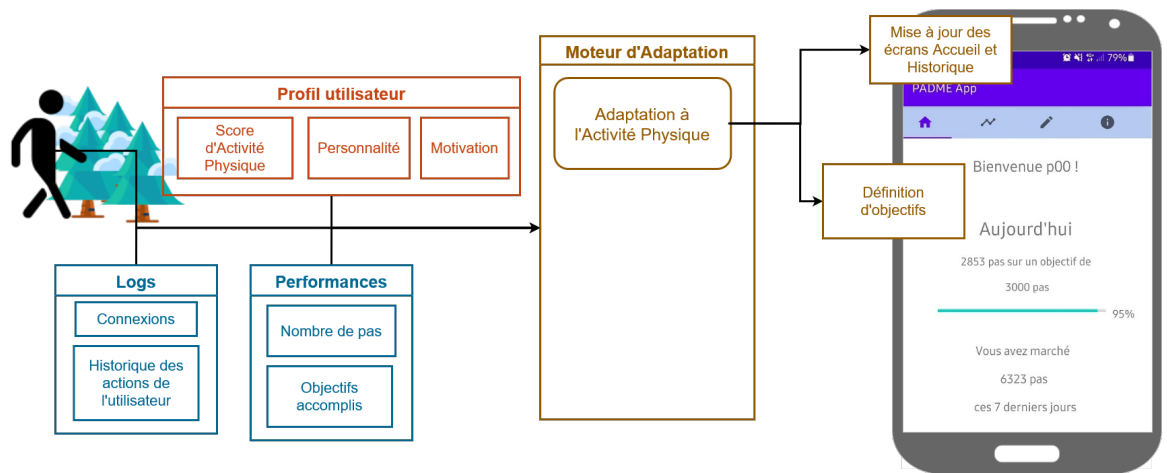 Profil utilisateur
Score
d'Activité
Physique
Personnalité
Motivation
Logs
Connexions
Historique des
actions de
l'utilisateur
Performances
Nombre de pas
Objectifs
accomplis
Moteur d'Adaptation
Adaptation à
l'Activité Physique
Mise à jour des
écrans Accueil et
Historique
Définition
d'objectifs
79%
PADME App
Bienvenue p00 !
Aujourd'hui
2853 pas sur un objectif de
3000 pas
95%
Vous avez marché
6323 pas
ces 7 derniers jours